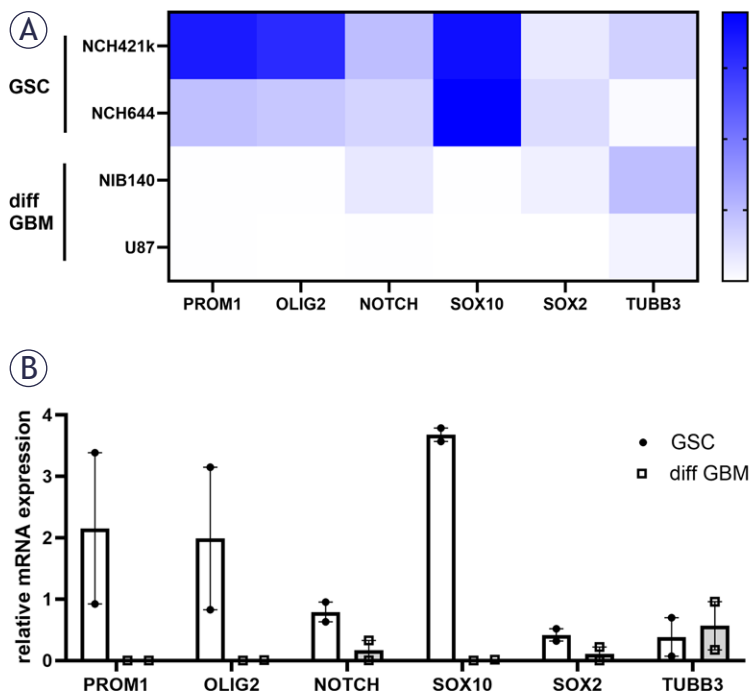 A
GSC
NCH421k
NCH644
diff
GBM
NIB140
U87
PROM1 OLIG2 NOTCH SOX10 SOX2 TUBB3
B
relative mRNA expression
4
3
2
1
0
GSC
diff GBM
PROM1 OLIG2 NOTCH SOX10 SOX2 TUBB3